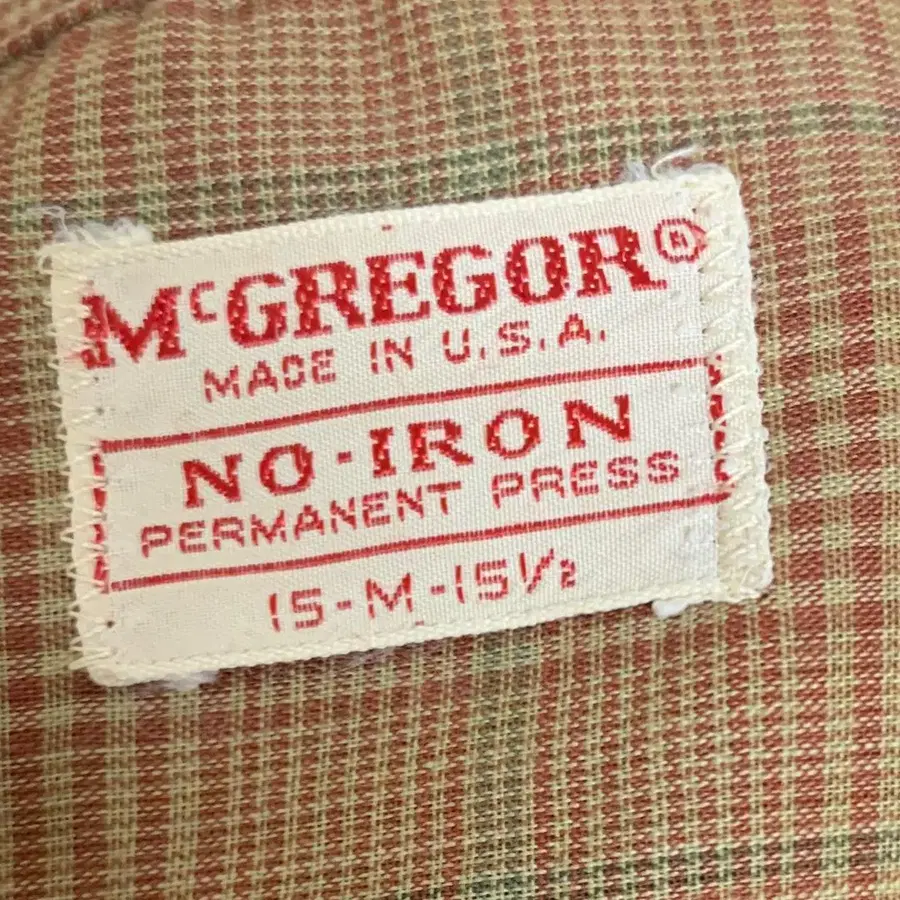 McGREGOR®
MADE IN U.S.A.
NO-IRON
PERMANENT PRESS
15-M-15½